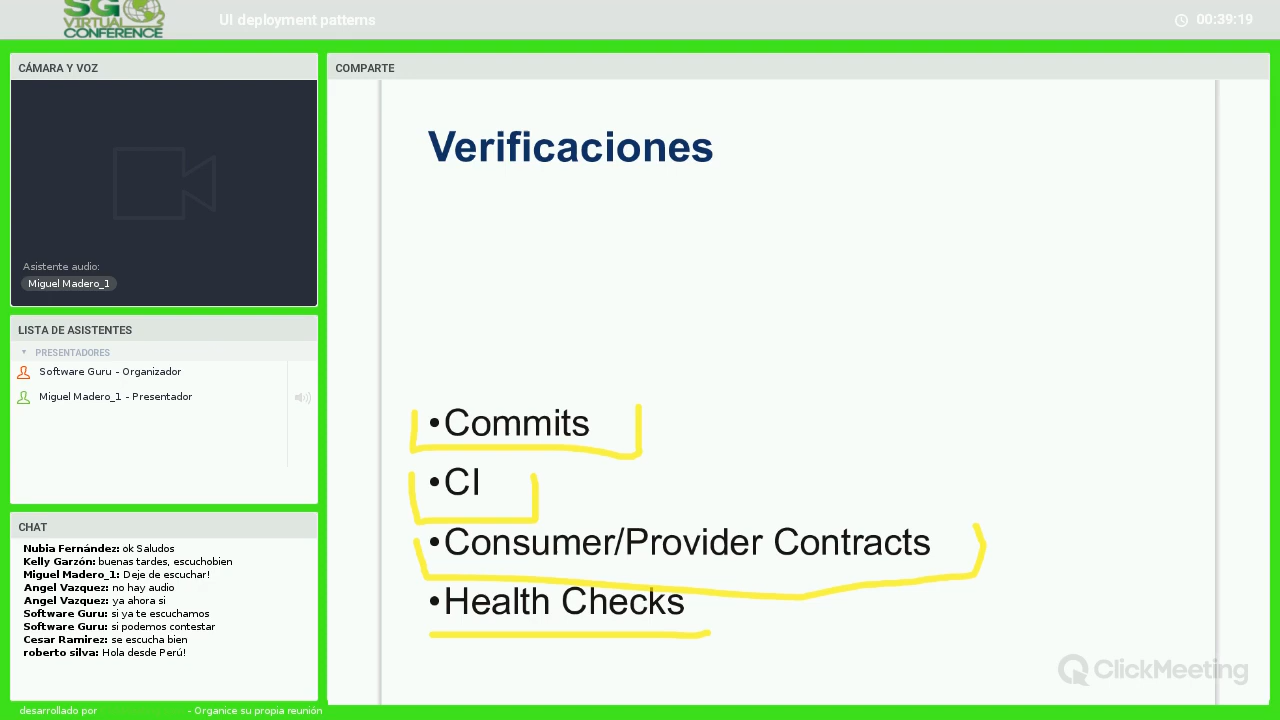 SG
VIRTUAL
CONFERENCE
UI deployment patterns
00:39:19
CÁMARA Y VOZ
Asistente audio:
Miguel Madero_1
LISTA DE ASISTENTES
PRESENTADORES
Software Guru - Organizador
Miguel Madero_1 - Presentador
CHAT
Nubia Fernández: ok Saludos
Kelly Garzón: buenas tardes, escuchobien
Miguel Madero_1: Deje de escuchar!
Angel Vazquez: no hay audio
Angel Vazquez: ya ahora si
Software Guru: si ya te escuchamos
Software Guru: si podemos contestar
Cesar Ramirez: se escucha bien
roberto silva: Hola desde Perú!
desarrollado por - Organice su propia reunión
COMPARTE
Verificaciones
•Commits
•CI
•Consumer/Provider Contracts
•Health Checks
ClickMeeting